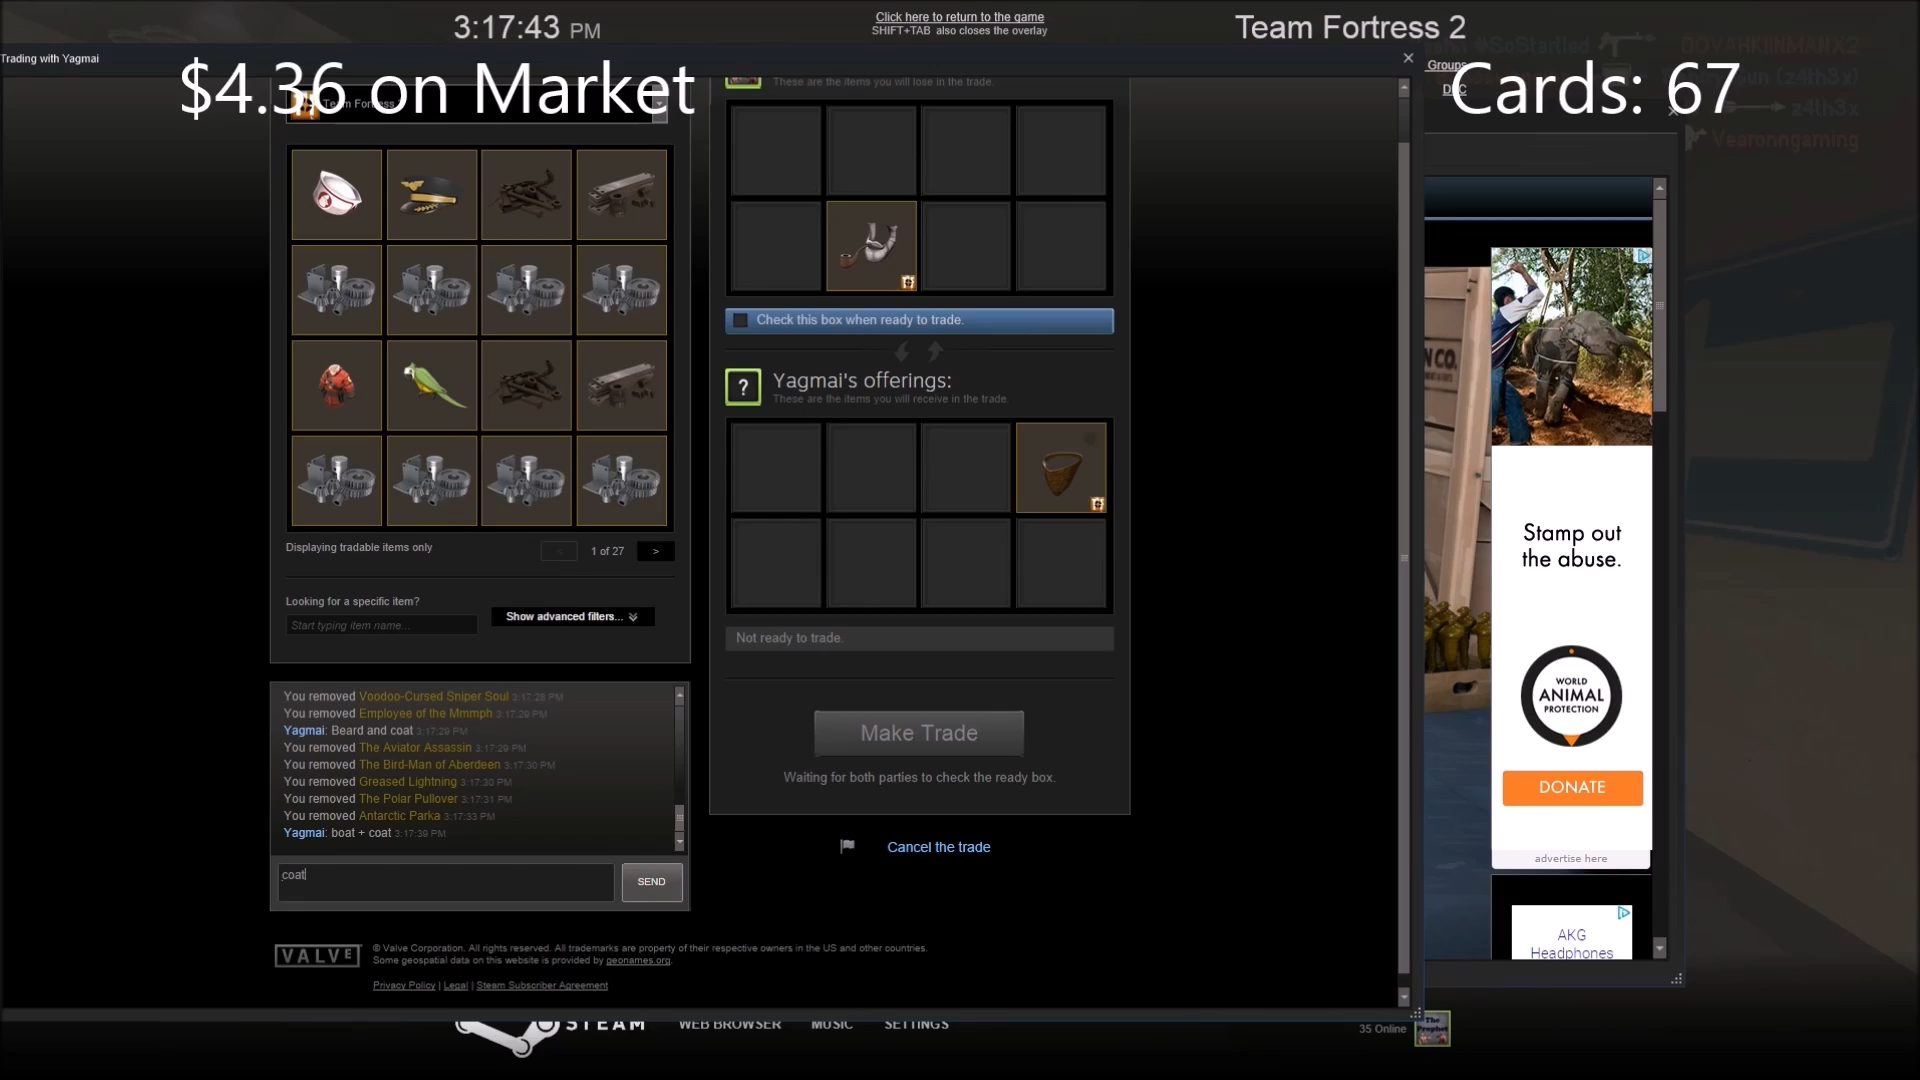 3:17:43 PM
Click here to return to the game
SHIFT+TAB also closes the overlay
Team Fortress 2
Trading with Yagmai
$4.36 on Market
Cards: 67
Groups
These are the items you will lose in the trade.
DOVAHKIINMANX2
#SoStartled
(z4th3x)
z4th3x
Vearonngaming
Check this box when ready to trade.
?
Yagmai's offerings:
These are the items you will receive in the trade.
Displaying tradable items only
<
1 of 27
>
Looking for a specific item?
Start typing item name...
Show advanced filters...
Not ready to trade.
Make Trade
Waiting for both parties to check the ready box.
Cancel the trade
You removed Voodoo-Cursed Sniper Soul 3:17:28 PM
You removed Employee of the Mmmph 3:17:29 PM
Yagmai: Beard and coat 3:17:29 PM
You removed The Aviator Assassin 3:17:29 PM
You removed The Bird-Man of Aberdeen 3:17:30 PM
You removed Greased Lightning 3:17:30 PM
You removed The Polar Pullover 3:17:31 PM
You removed Antarctic Parka 3:17:33 PM
Yagmai: boat + coat 3:17:39 PM
coat
SEND
Stamp out
the abuse.
WORLD
ANIMAL
PROTECTION
DONATE
advertise here
AKG
Headphones
VALVE
© Valve Corporation. All rights reserved. All trademarks are property of their respective owners in the US and other countries.
Some geospatial data on this website is provided by geonames.org.
Privacy Policy | Legal | Steam Subscriber Agreement
STEAM
WEB BROWSER
MUSIC
SETTINGS
35 Online